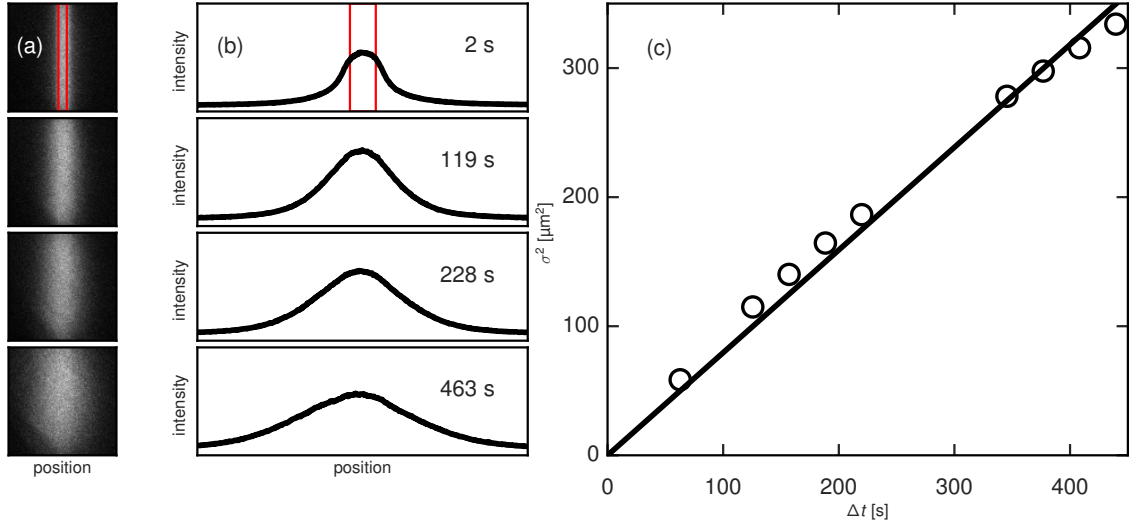 (a)
position
(b)
intensity
2 s
intensity
119 s
intensity
228 s
intensity
463 s
position
(c)
σ² [µm²]
300
200
100
0
0 100 200 300 400
Δt [s]